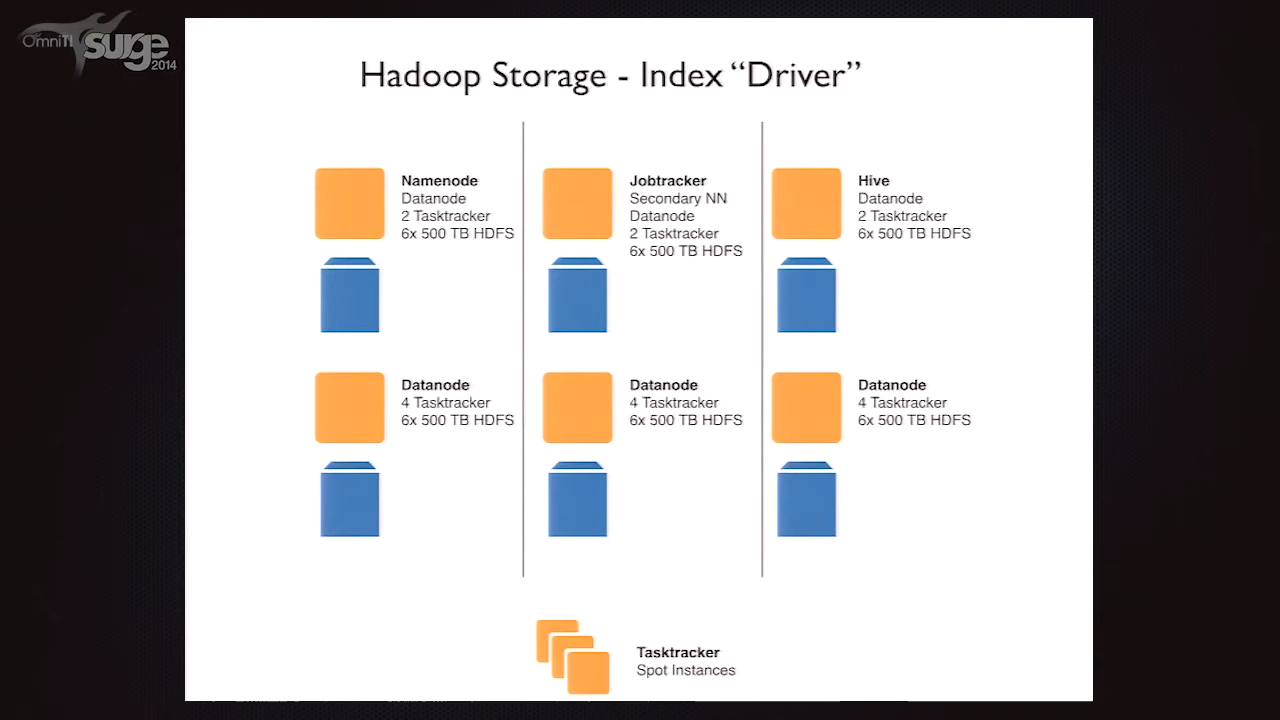 OmniTI
surge
2014
Hadoop Storage - Index “Driver”
Namenode
Datanode
2 Tasktracker
6x 500 TB HDFS
Jobtracker
Secondary NN
Datanode
2 Tasktracker
6x 500 TB HDFS
Hive
Datanode
2 Tasktracker
6x 500 TB HDFS
Datanode
4 Tasktracker
6x 500 TB HDFS
Datanode
4 Tasktracker
6x 500 TB HDFS
Datanode
4 Tasktracker
6x 500 TB HDFS
Tasktracker
Spot Instances